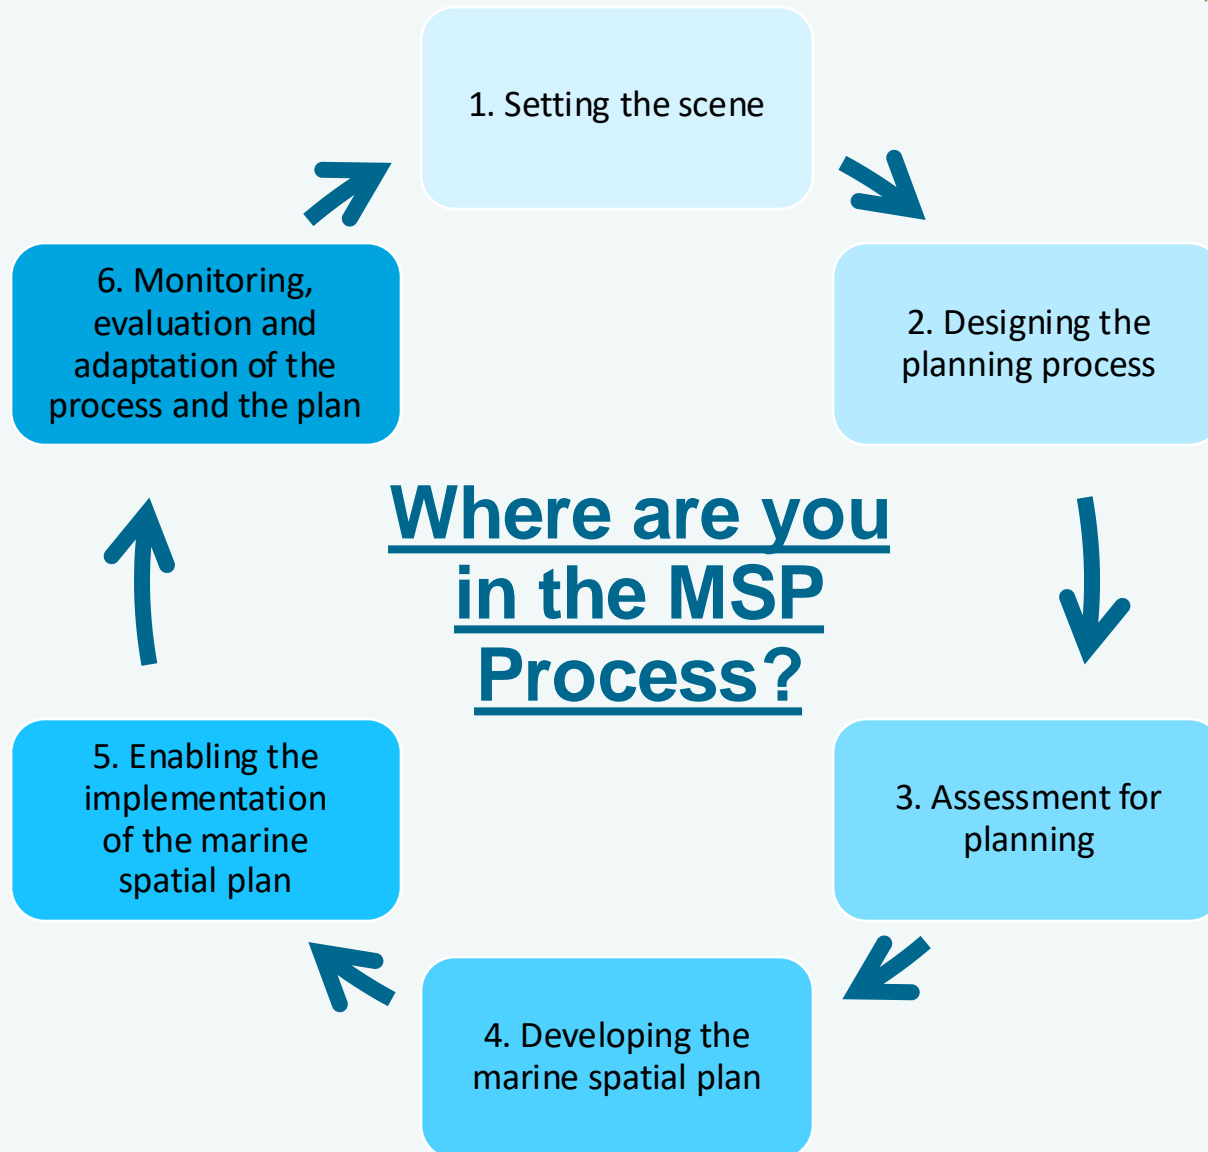 1. Setting the scene
2. Designing the
planning process
3. Assessment for
planning
4. Developing the
marine spatial plan
5. Enabling the
implementation
of the marine
spatial plan
6. Monitoring,
evaluation and
adaptation of the
process and the plan
Where are you
in the MSP
Process?